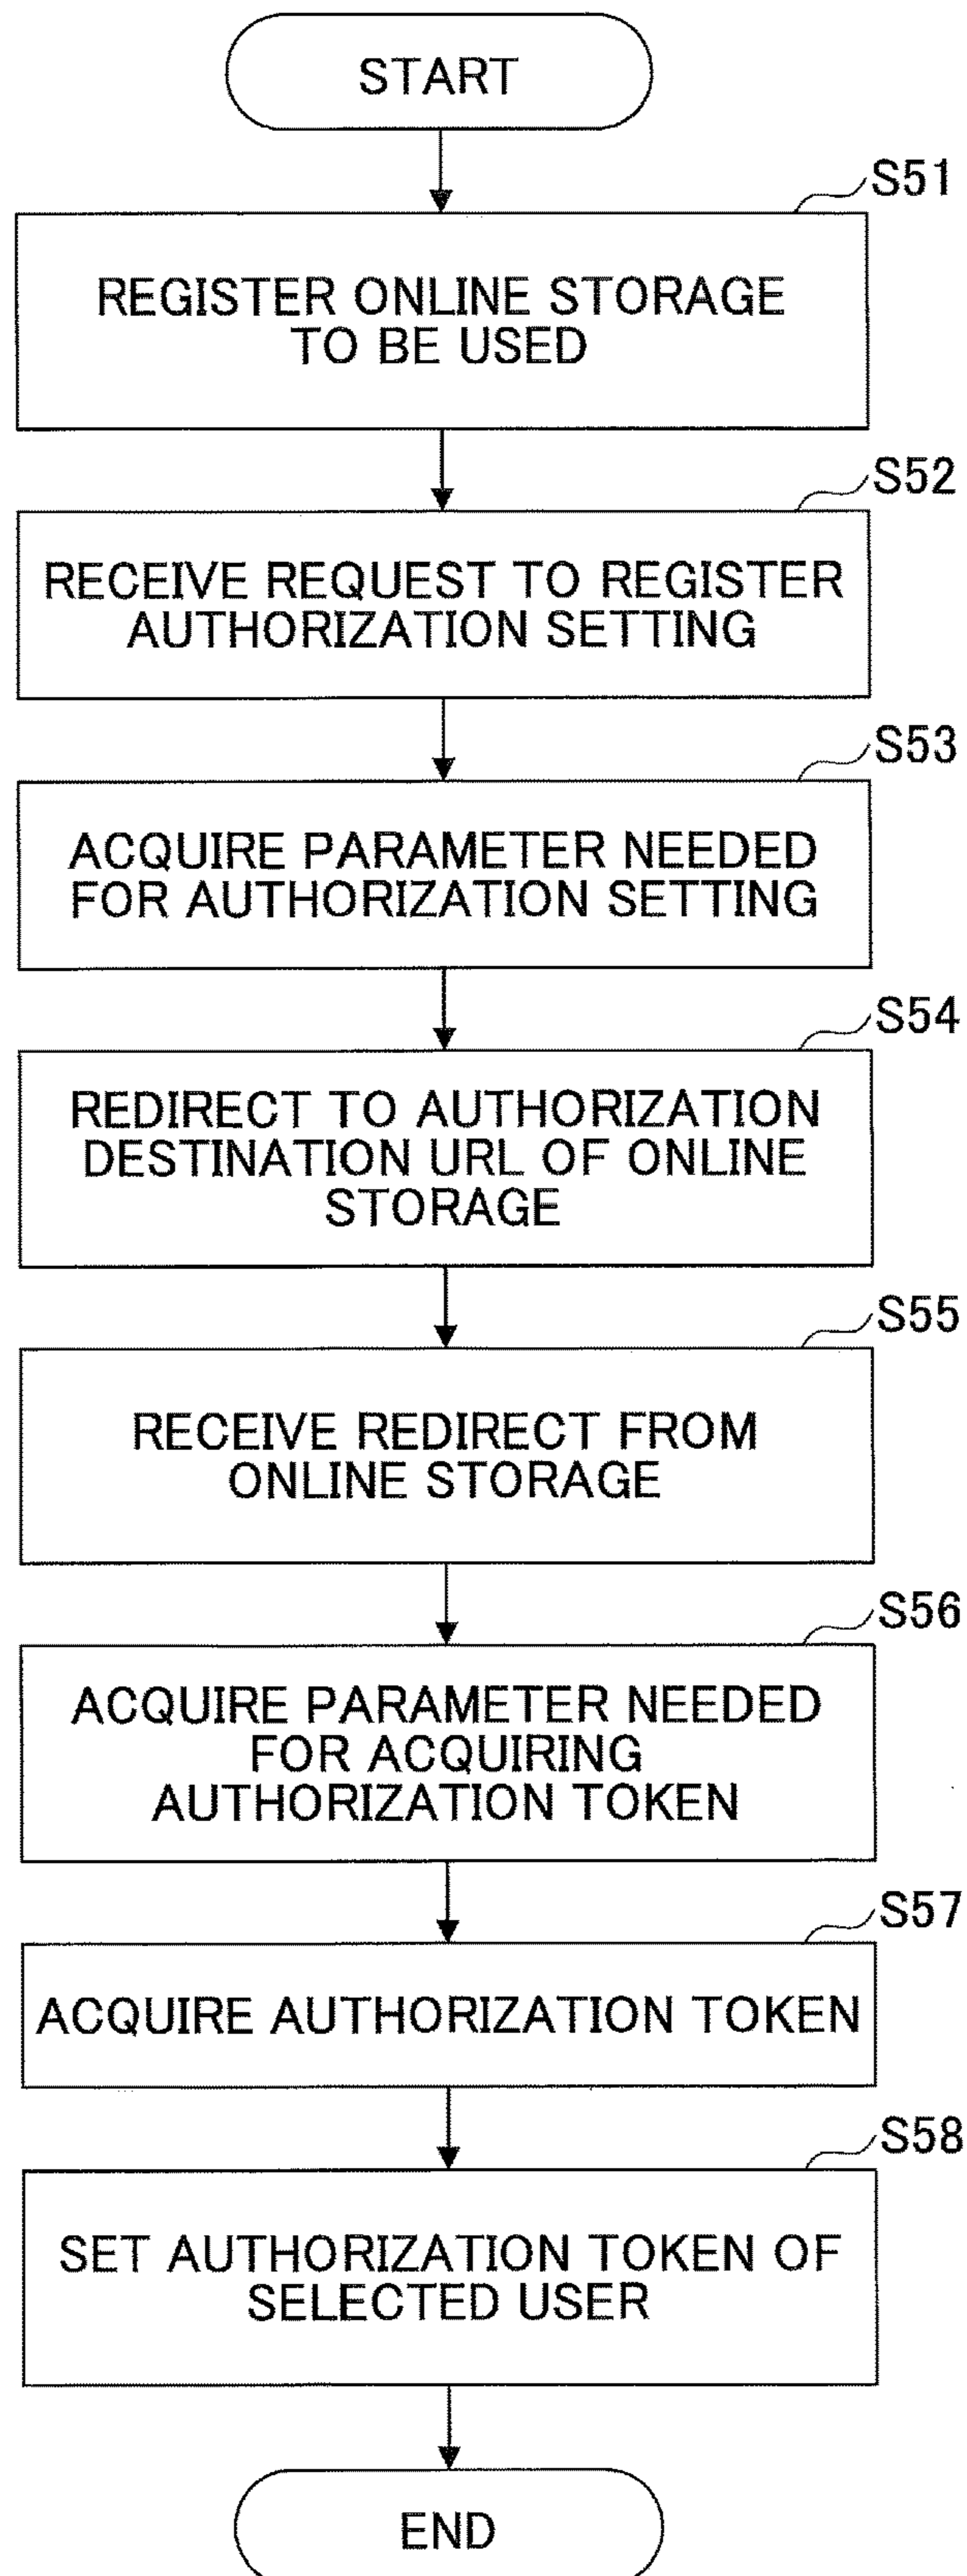 START
S51
REGISTER ONLINE STORAGE
TO BE USED
S52
RECEIVE REQUEST TO REGISTER
AUTHORIZATION SETTING
S53
ACQUIRE PARAMETER NEEDED
FOR AUTHORIZATION SETTING
S54
REDIRECT TO AUTHORIZATION
DESTINATION URL OF ONLINE
STORAGE
S55
RECEIVE REDIRECT FROM
ONLINE STORAGE
S56
ACQUIRE PARAMETER NEEDED
FOR ACQUIRING
AUTHORIZATION TOKEN
S57
ACQUIRE AUTHORIZATION TOKEN
S58
SET AUTHORIZATION TOKEN OF
SELECTED USER
END